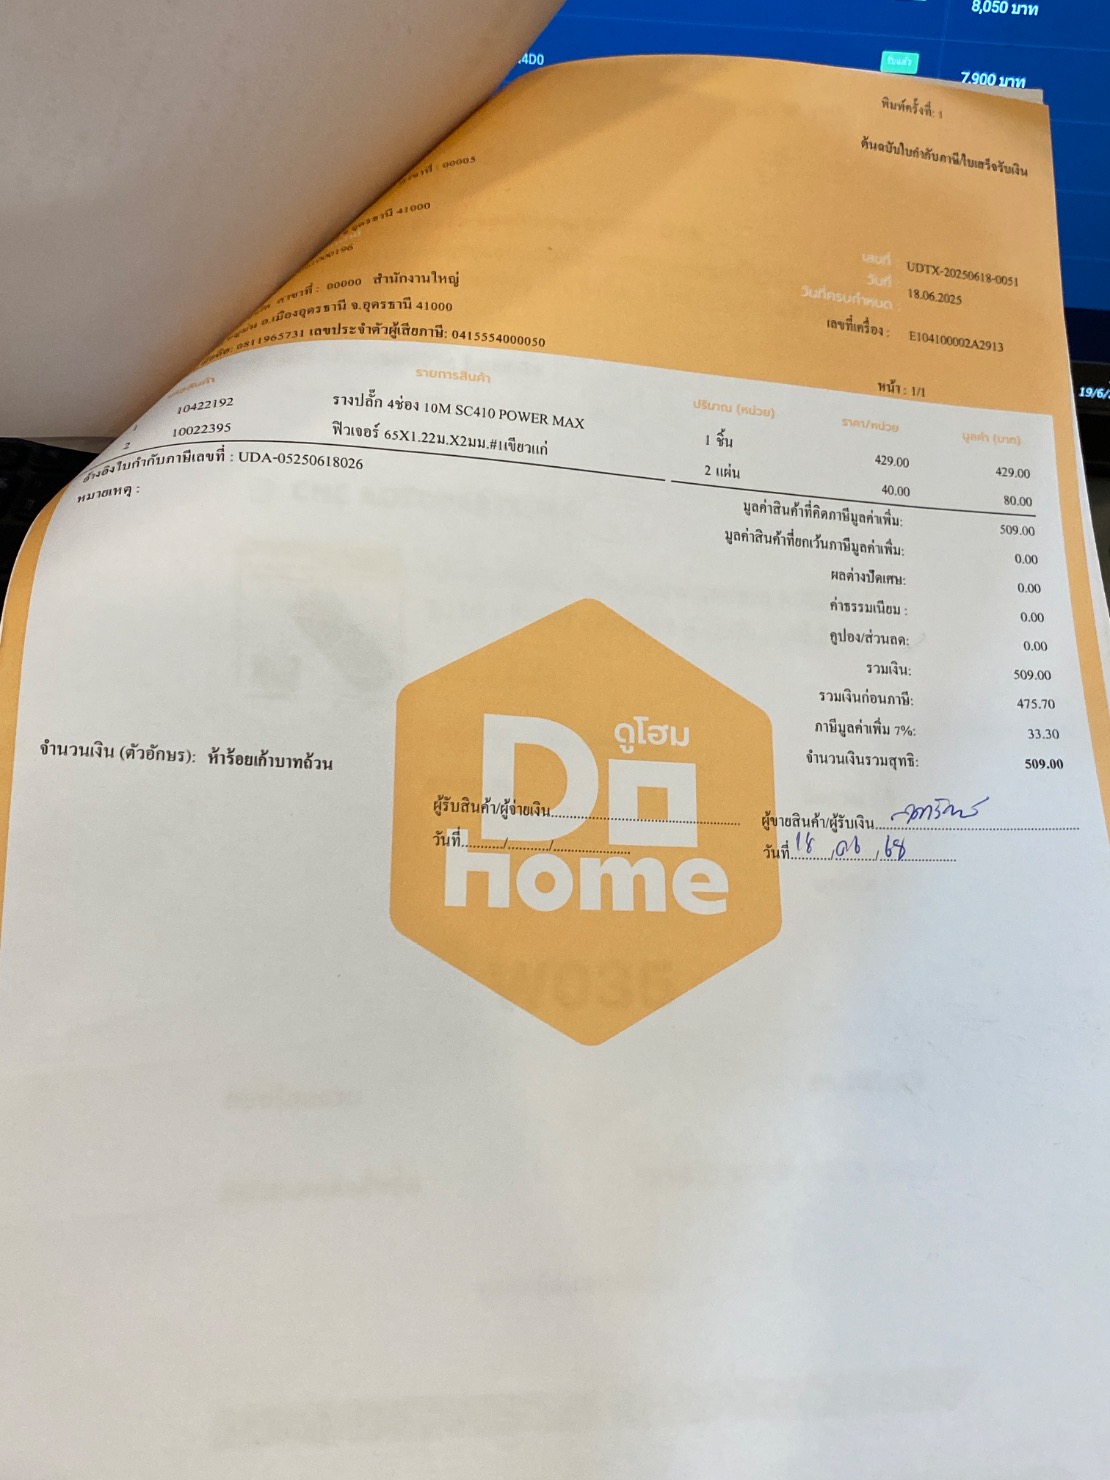 8,050 บาท
.4D0
รับแล้ว
7,900 บาท
พิมพ์ครั้งที่: 1
ต้นฉบับใบกำกับภาษี/ใบเสร็จรับเงิน
ที่ : 00005
อุดรธานี 41000
000196
เลขที่ UDTX-20250618-0051
วันที่ 18.06.2025
วันที่ครบกำหนด
สาขาที่ : 00000 สำนักงานใหญ่
อ.เมืองอุดรธานี จ.อุดรธานี 41000
เลขที่เครื่อง : E104100002A2913
0811965731 เลขประจำตัวผู้เสียภาษี: 0415554000050
หน้า : 1/1
19/6/2
รหัสสินค้า รายการสินค้า ปริมาณ (หน่วย) ราคา/หน่วย มูลค่า (บาท)
1 10422192 รางปลั๊ก 4ช่อง 10M SC410 POWER MAX 1 ชิ้น 429.00 429.00
2 10022395 ฟิวเจอร์ 65X1.22ม.X2มม.#1เขียวแก่ 2 แผ่น 40.00 80.00
อ้างอิงใบกำกับภาษีเลขที่ : UDA-05250618026
หมายเหตุ :
มูลค่าสินค้าที่คิดภาษีมูลค่าเพิ่ม: 509.00
มูลค่าสินค้าที่ยกเว้นภาษีมูลค่าเพิ่ม: 0.00
ผลต่างปัดเศษ: 0.00
ค่าธรรมเนียม : 0.00
คูปอง/ส่วนลด: 0.00
รวมเงิน: 509.00
รวมเงินก่อนภาษี: 475.70
ภาษีมูลค่าเพิ่ม 7%: 33.30
จำนวนเงินรวมสุทธิ: 509.00
จำนวนเงิน (ตัวอักษร): ห้าร้อยเก้าบาทถ้วน
ดูโฮม
Do
home
ผู้รับสินค้า/ผู้จ่ายเงิน
วันที่........../........../..................
ผู้ขายสินค้า/ผู้รับเงิน
วันที่ 18 / 06 / 68